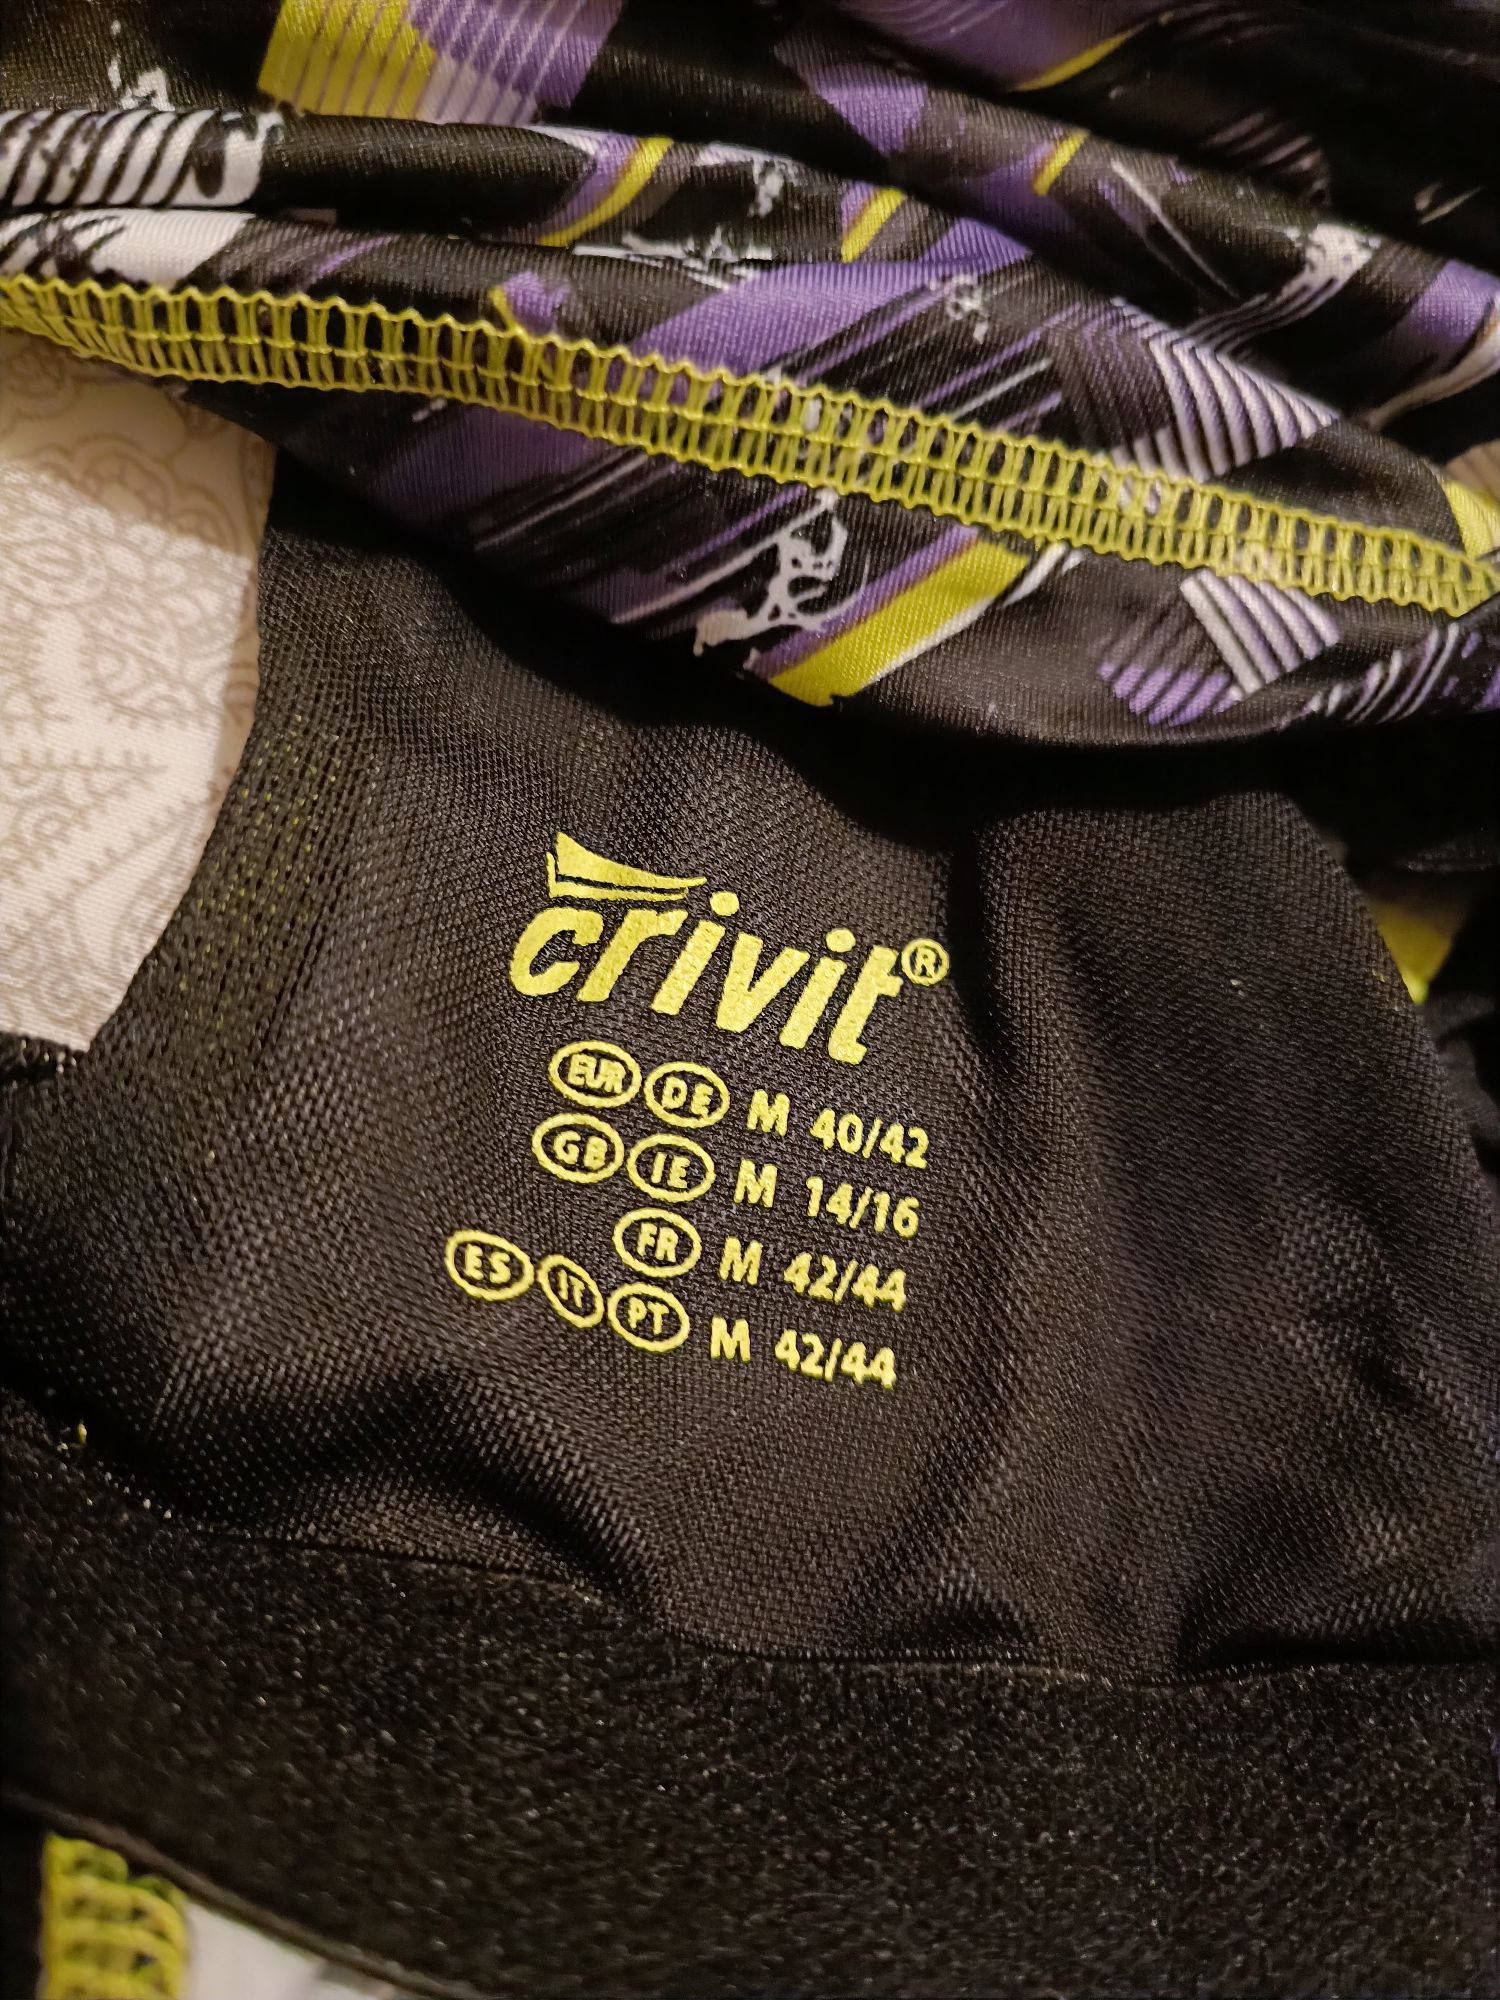 crivit®
EUR DE M 40/42
GB IE M 14/16
FR M 42/44
ES IT PT M 42/44